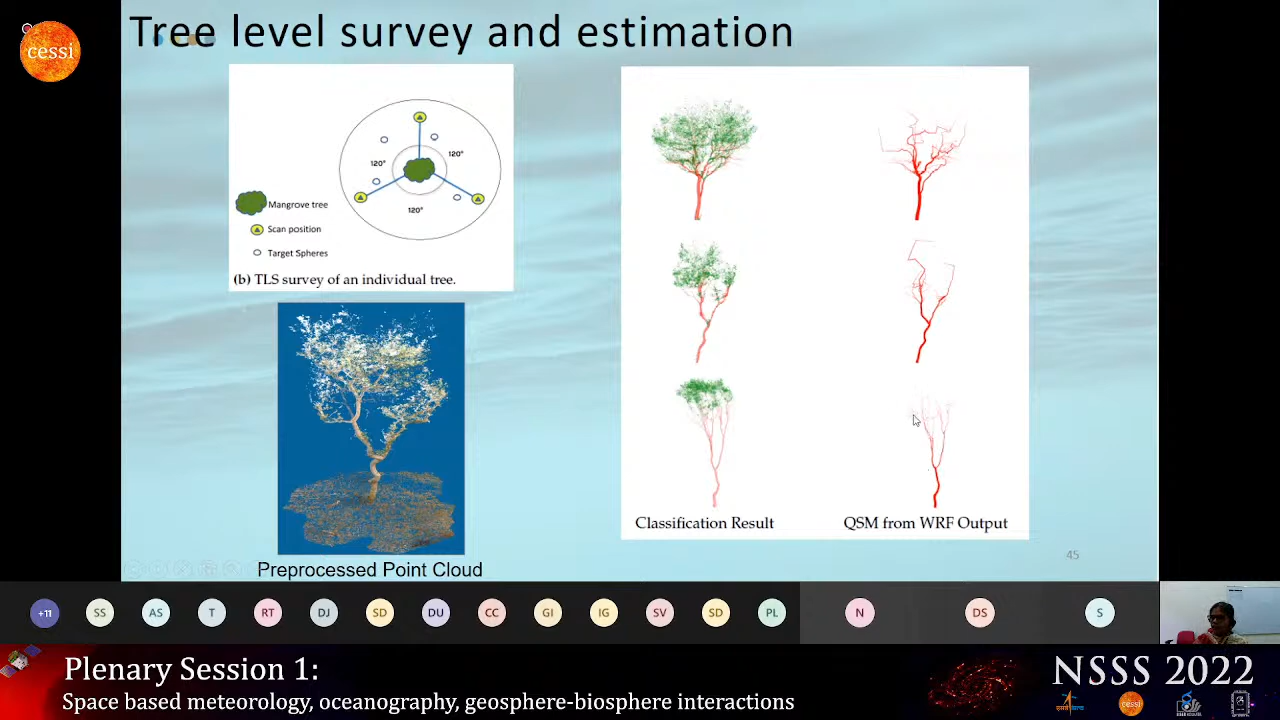 cessi
Tree level survey and estimation
120°
120°
120°
Mangrove tree
Scan position
Target Spheres
(b) TLS survey of an individual tree.
Preprocessed Point Cloud
Classification Result
QSM from WRF Output
45
+11
SS
AS
T
RT
DJ
SD
DU
CC
GI
IG
SV
SD
PL
N
DS
S
Plenary Session 1:
Space based meteorology, oceanography, geosphere-biosphere interactions
NSSS 2022
इसरो isro
cessi